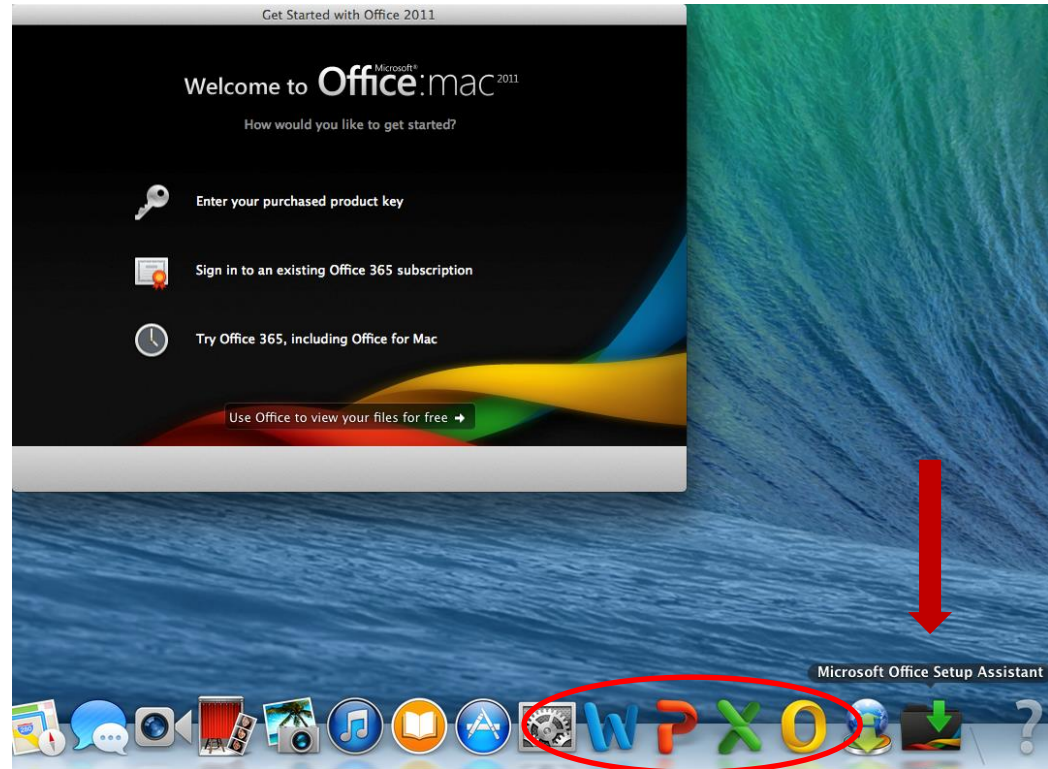 Get Started with Office 2011
Welcome to Microsoft® Office:mac 2011
How would you like to get started?
Enter your purchased product key
Sign in to an existing Office 365 subscription
Try Office 365, including Office for Mac
Use Office to view your files for free →
Microsoft Office Setup Assistant
W P X O ?